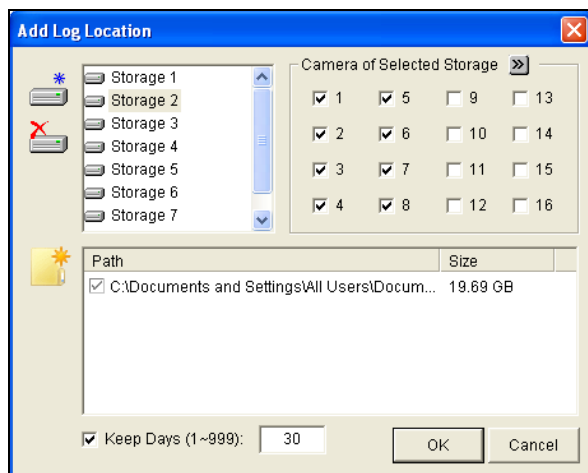 Add Log Location
Storage 1
Storage 2
Storage 3
Storage 4
Storage 5
Storage 6
Storage 7
Camera of Selected Storage
1 5 9 13
2 6 10 14
3 7 11 15
4 8 12 16
Path Size
C:\Documents and Settings\All Users\Docum... 19.69 GB
Keep Days (1~999): 30
OK Cancel